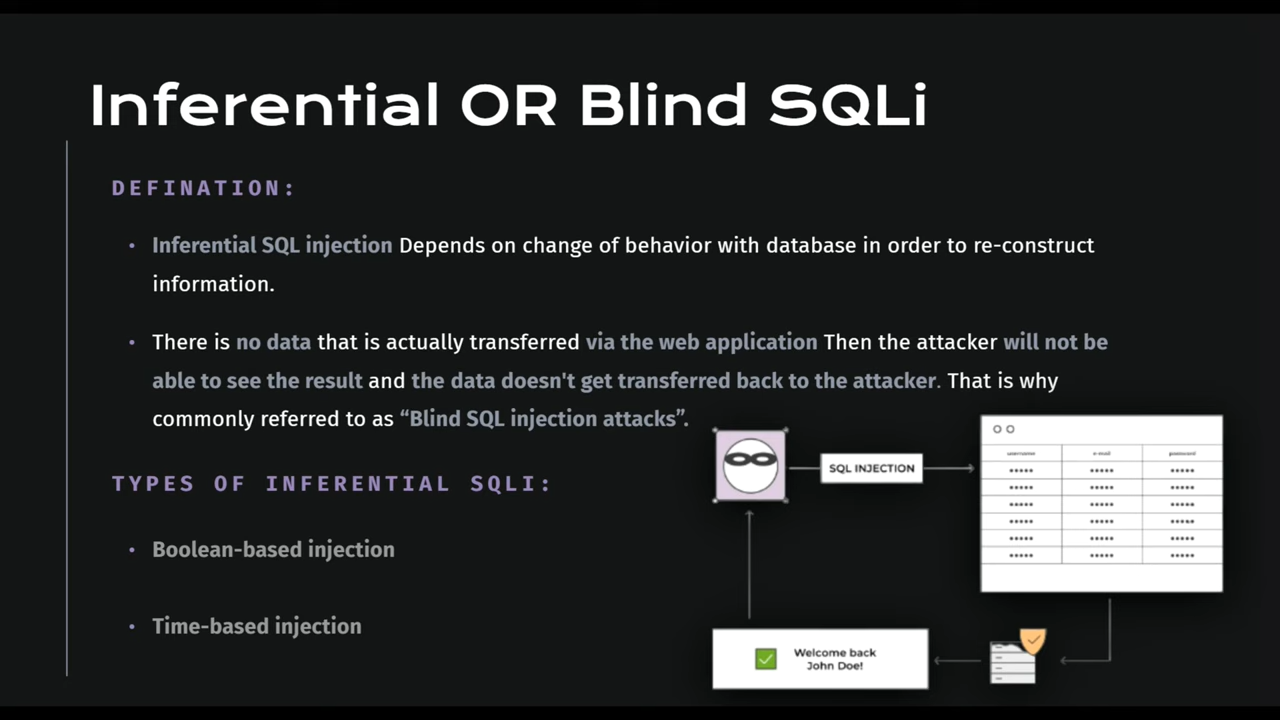 Inferential OR Blind SQLi
DEFINATION:
• Inferential SQL injection Depends on change of behavior with database in order to re-construct
information.
• There is no data that is actually transferred via the web application Then the attacker will not be
able to see the result and the data doesn't get transferred back to the attacker. That is why
commonly referred to as “Blind SQL injection attacks”.
SQL INJECTION
username e-mail password
***** ***** *****
***** ***** *****
***** ***** *****
***** ***** *****
***** ***** *****
***** ***** *****
TYPES OF INFERENTIAL SQLI:
• Boolean-based injection
• Time-based injection
Welcome back
John Doe!